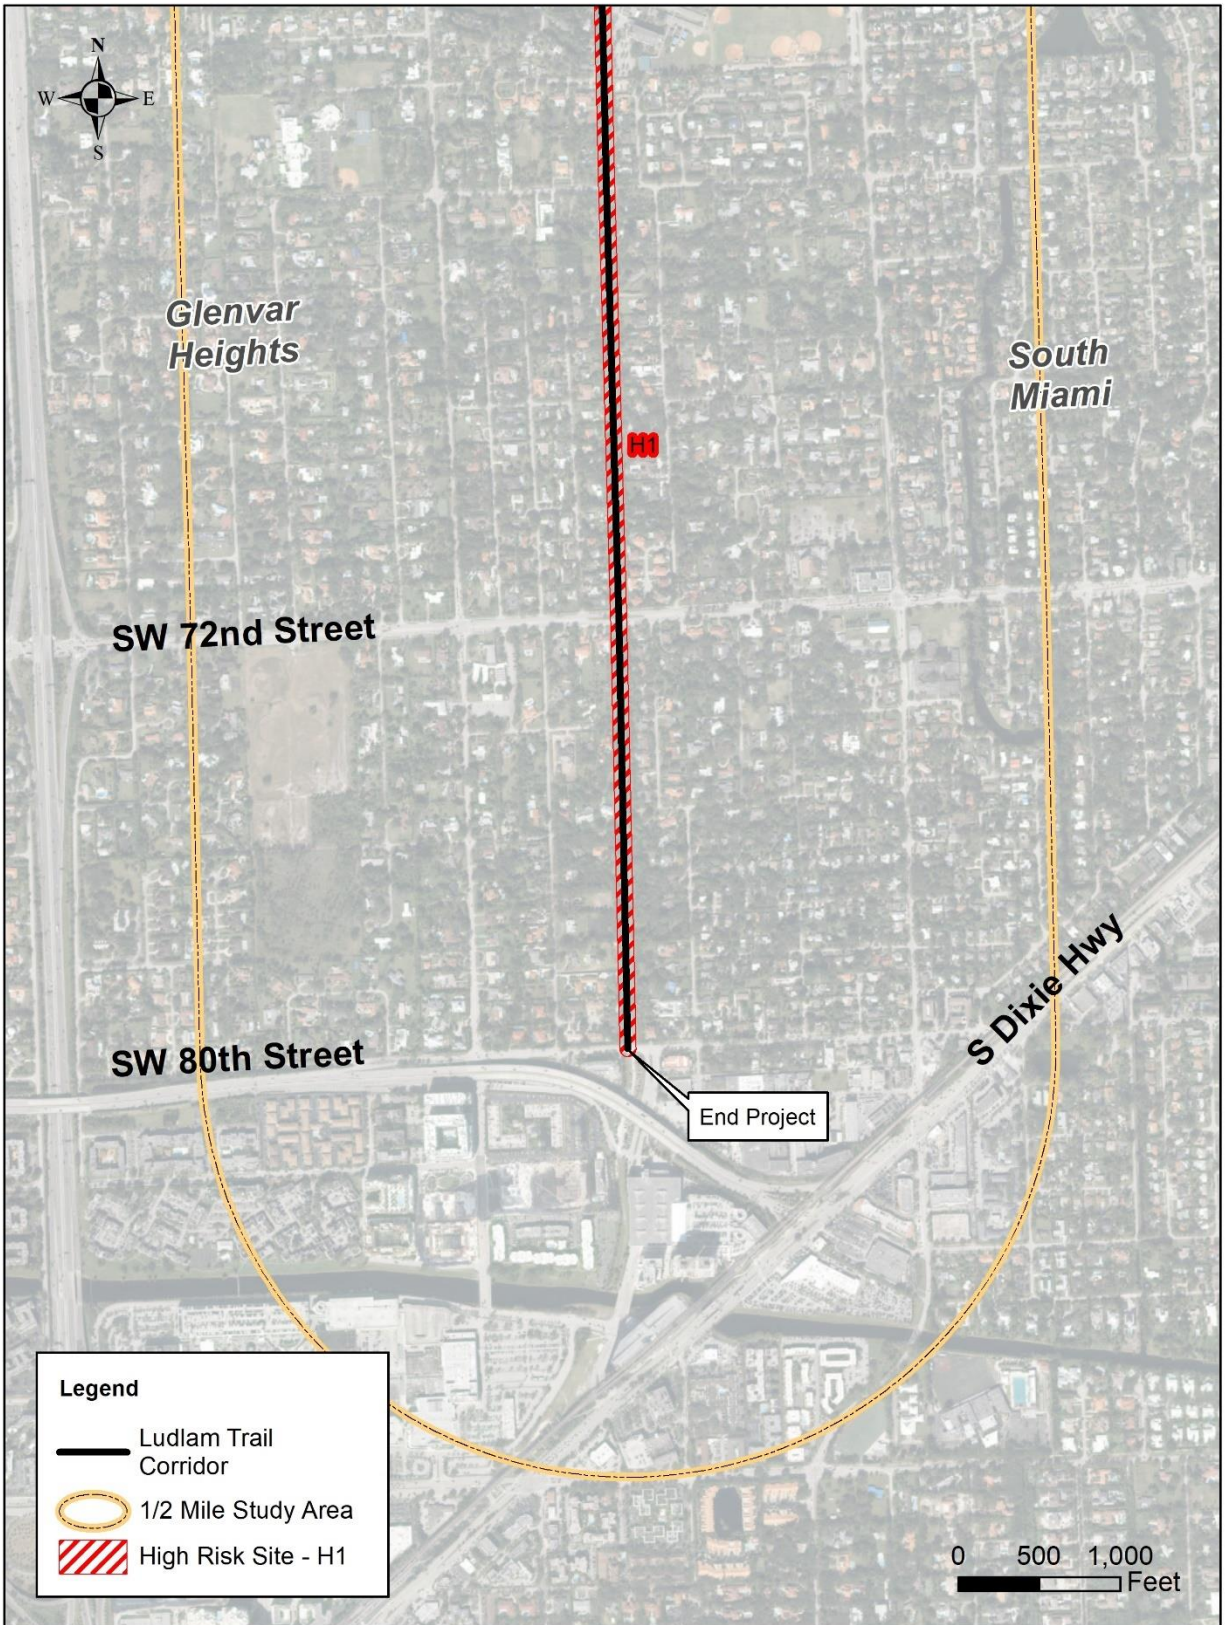 N
W E
S
Glenvar
Heights
South
Miami
H1
SW 72nd Street
S Dixie Hwy
SW 80th Street
End Project
Legend
Ludlam Trail
Corridor
1/2 Mile Study Area
High Risk Site - H1
0 500 1,000
Feet